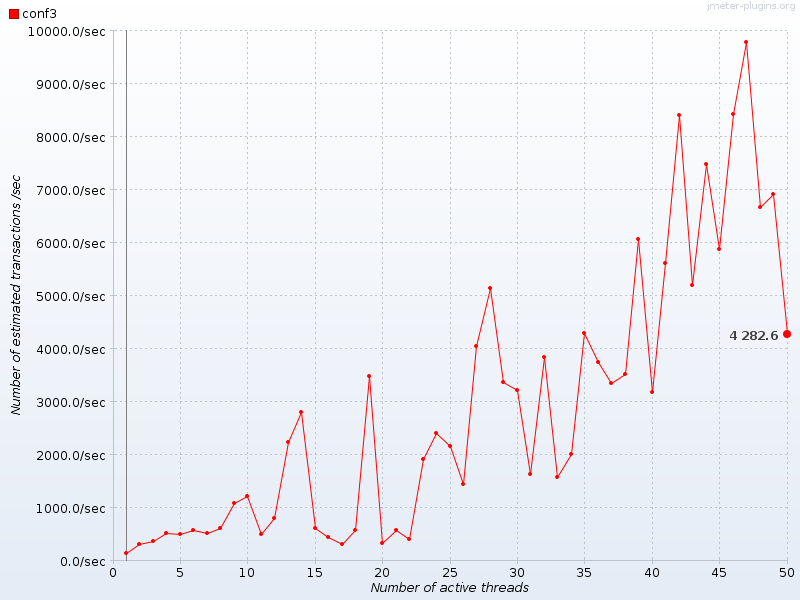 jmeter-plugins.org
conf3
10000.0/sec
9000.0/sec
8000.0/sec
7000.0/sec
6000.0/sec
5000.0/sec
4000.0/sec
3000.0/sec
2000.0/sec
1000.0/sec
0.0/sec
Number of estimated transactions /sec
4 282.6
0 5 10 15 20 25 30 35 40 45 50
Number of active threads